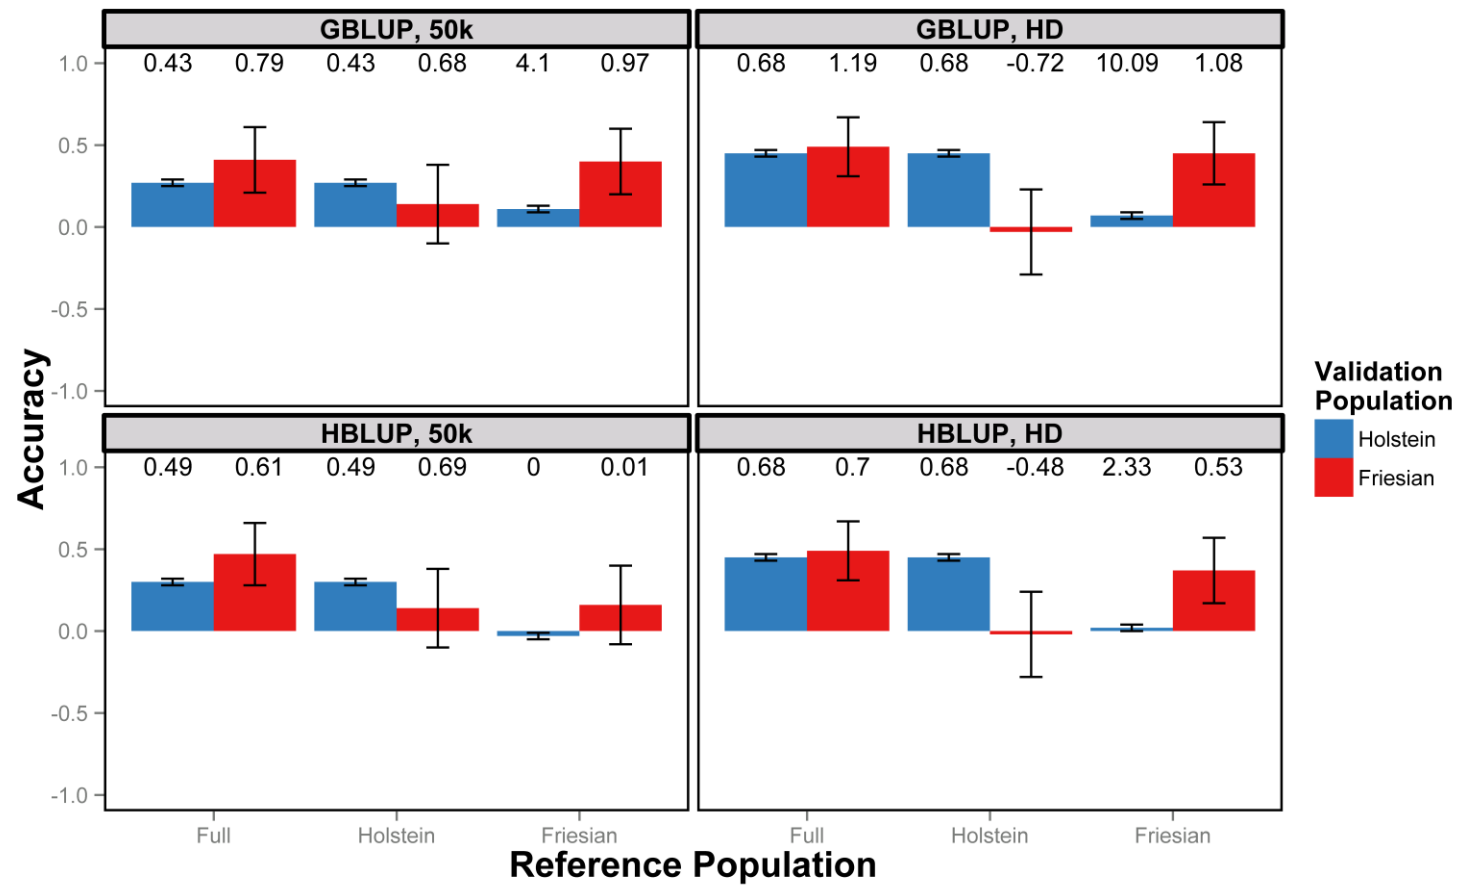 GBLUP, 50k
GBLUP, HD
0.43 0.79 0.43 0.68 4.1 0.97
0.68 1.19 0.68 -0.72 10.09 1.08
1.0
0.5
0.0
-0.5
-1.0
HBLUP, 50k
HBLUP, HD
0.49 0.61 0.49 0.69 0 0.01
0.68 0.7 0.68 -0.48 2.33 0.53
1.0
0.5
0.0
-0.5
-1.0
Accuracy
Full Holstein Friesian
Full Holstein Friesian
Reference Population
Validation
Population
Holstein
Friesian